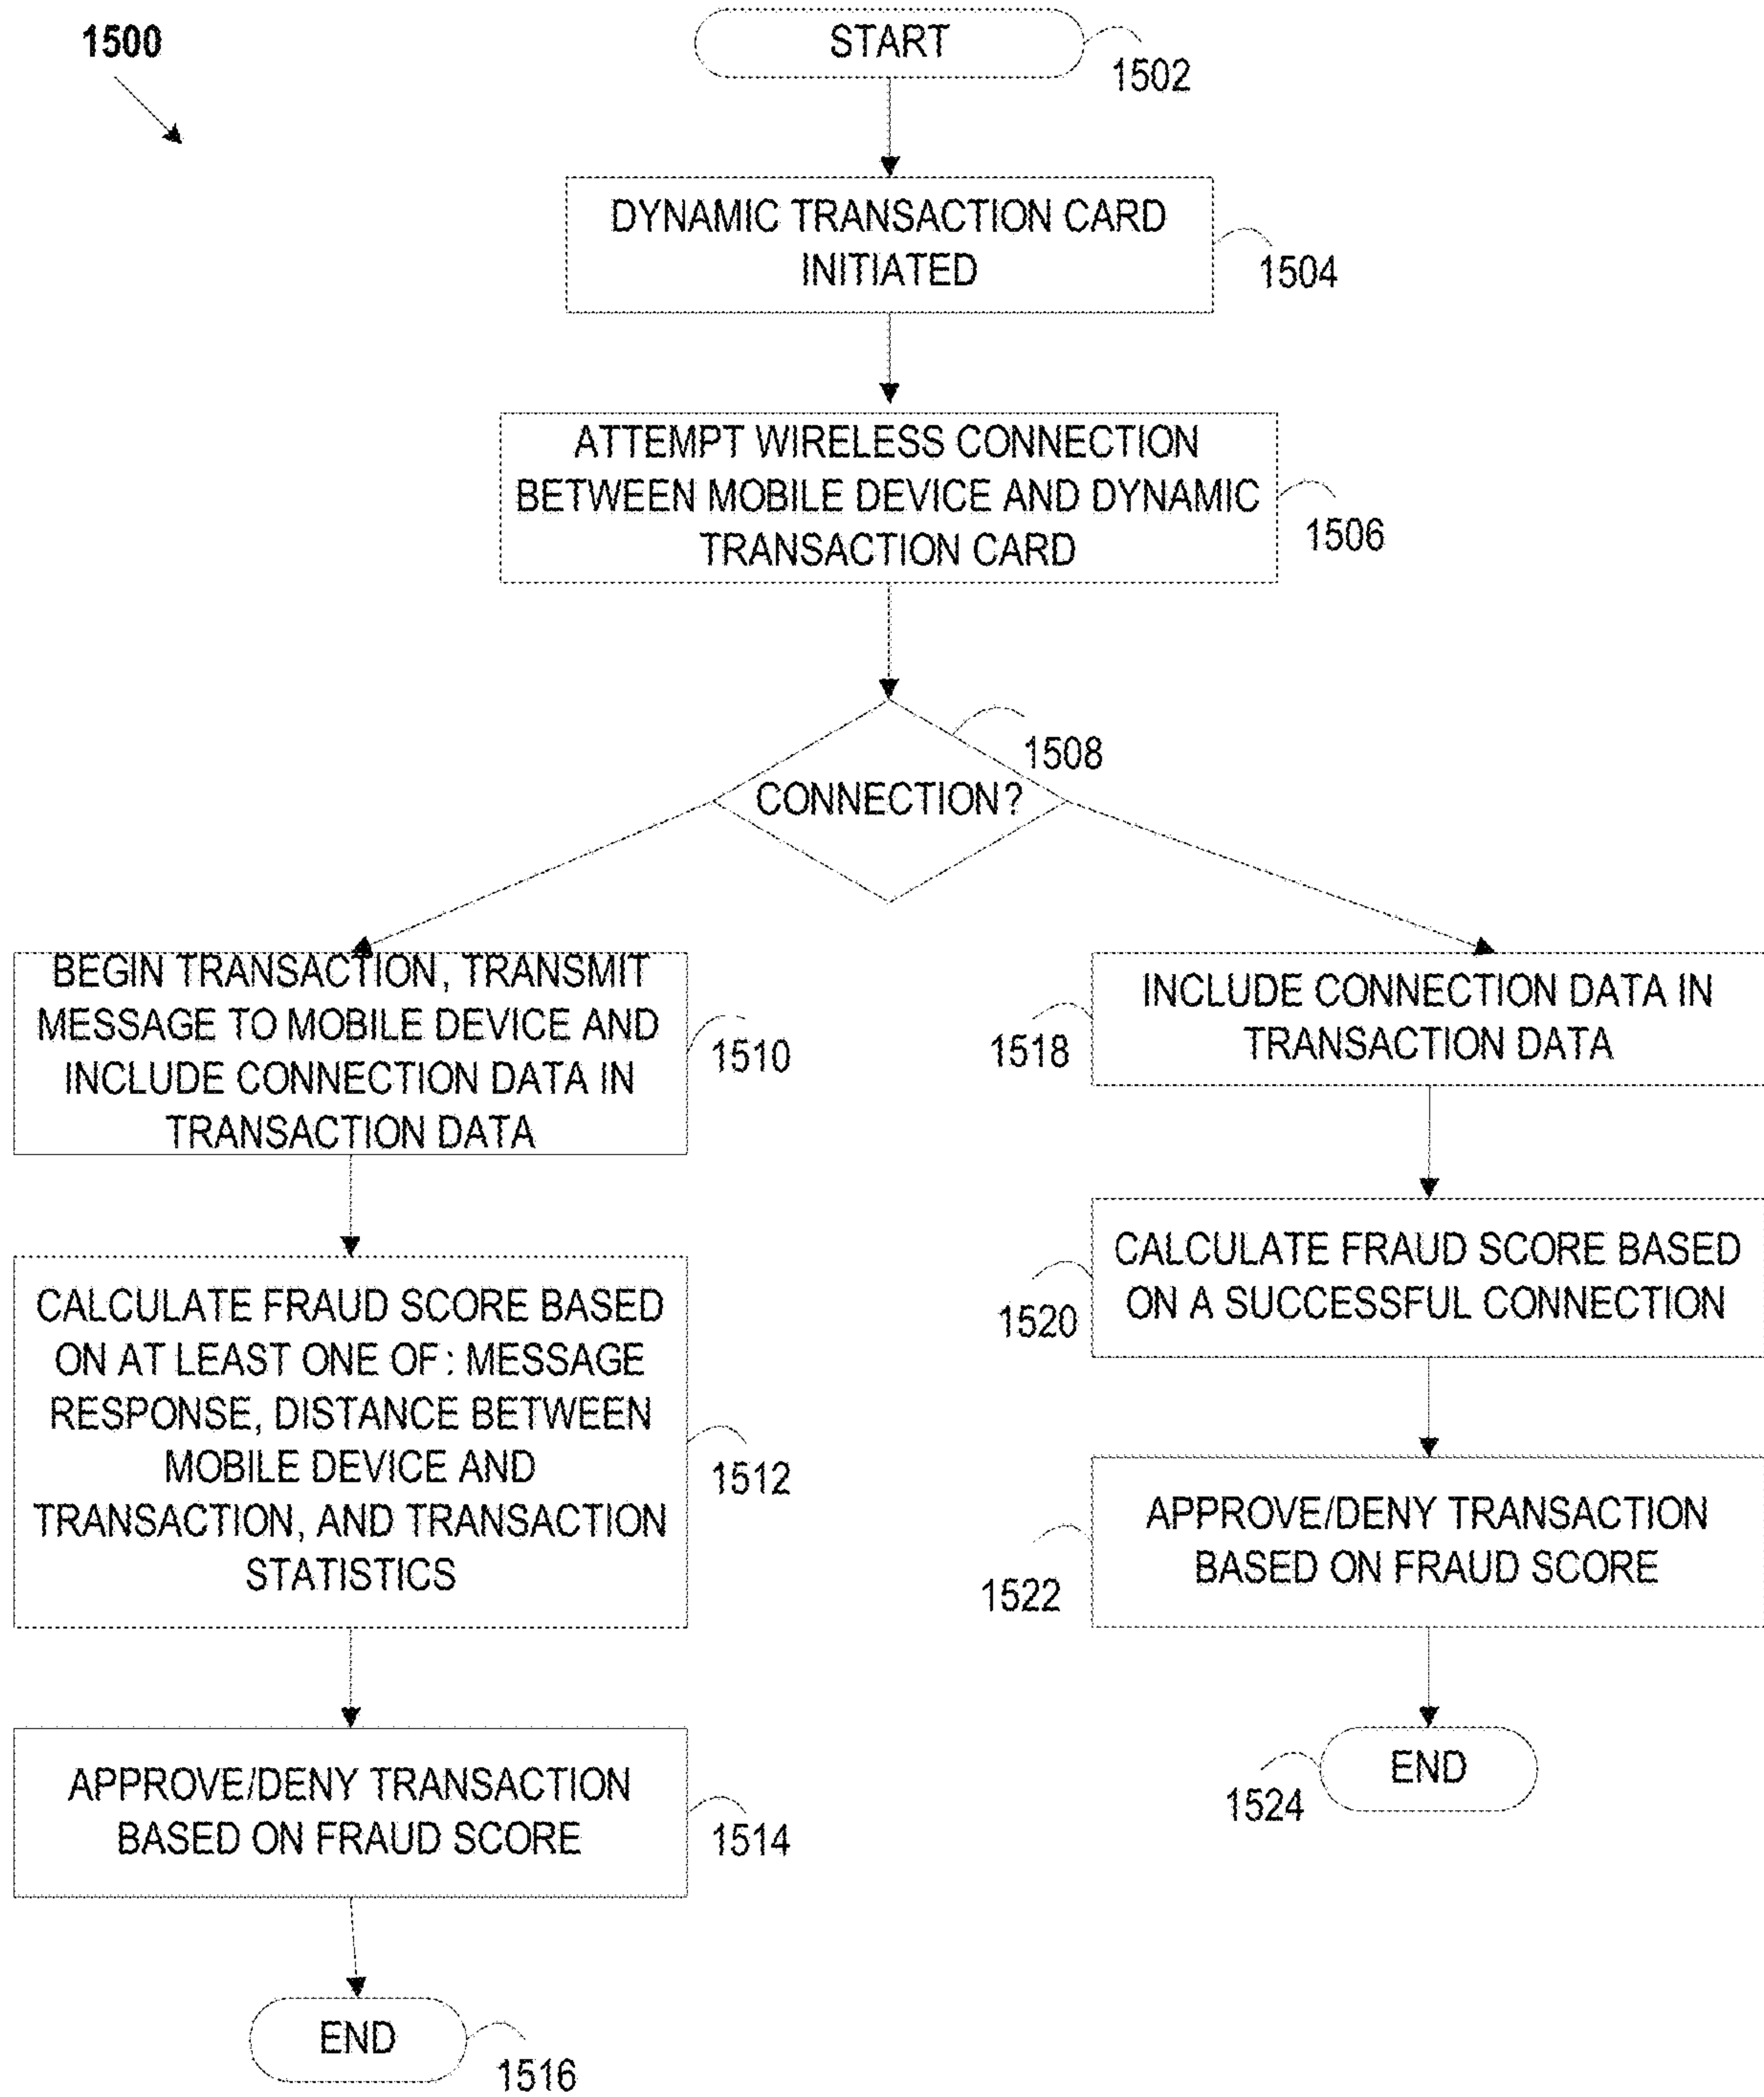 1500
START
1502
DYNAMIC TRANSACTION CARD
INITIATED
1504
ATTEMPT WIRELESS CONNECTION
BETWEEN MOBILE DEVICE AND DYNAMIC
TRANSACTION CARD
1506
1508
CONNECTION?
BEGIN TRANSACTION, TRANSMIT
MESSAGE TO MOBILE DEVICE AND
INCLUDE CONNECTION DATA IN
TRANSACTION DATA
1510
CALCULATE FRAUD SCORE BASED
ON AT LEAST ONE OF: MESSAGE
RESPONSE, DISTANCE BETWEEN
MOBILE DEVICE AND
TRANSACTION, AND TRANSACTION
STATISTICS
1512
APPROVE/DENY TRANSACTION
BASED ON FRAUD SCORE
1514
END
1516
INCLUDE CONNECTION DATA IN
TRANSACTION DATA
1518
CALCULATE FRAUD SCORE BASED
ON A SUCCESSFUL CONNECTION
1520
APPROVE/DENY TRANSACTION
BASED ON FRAUD SCORE
1522
END
1524